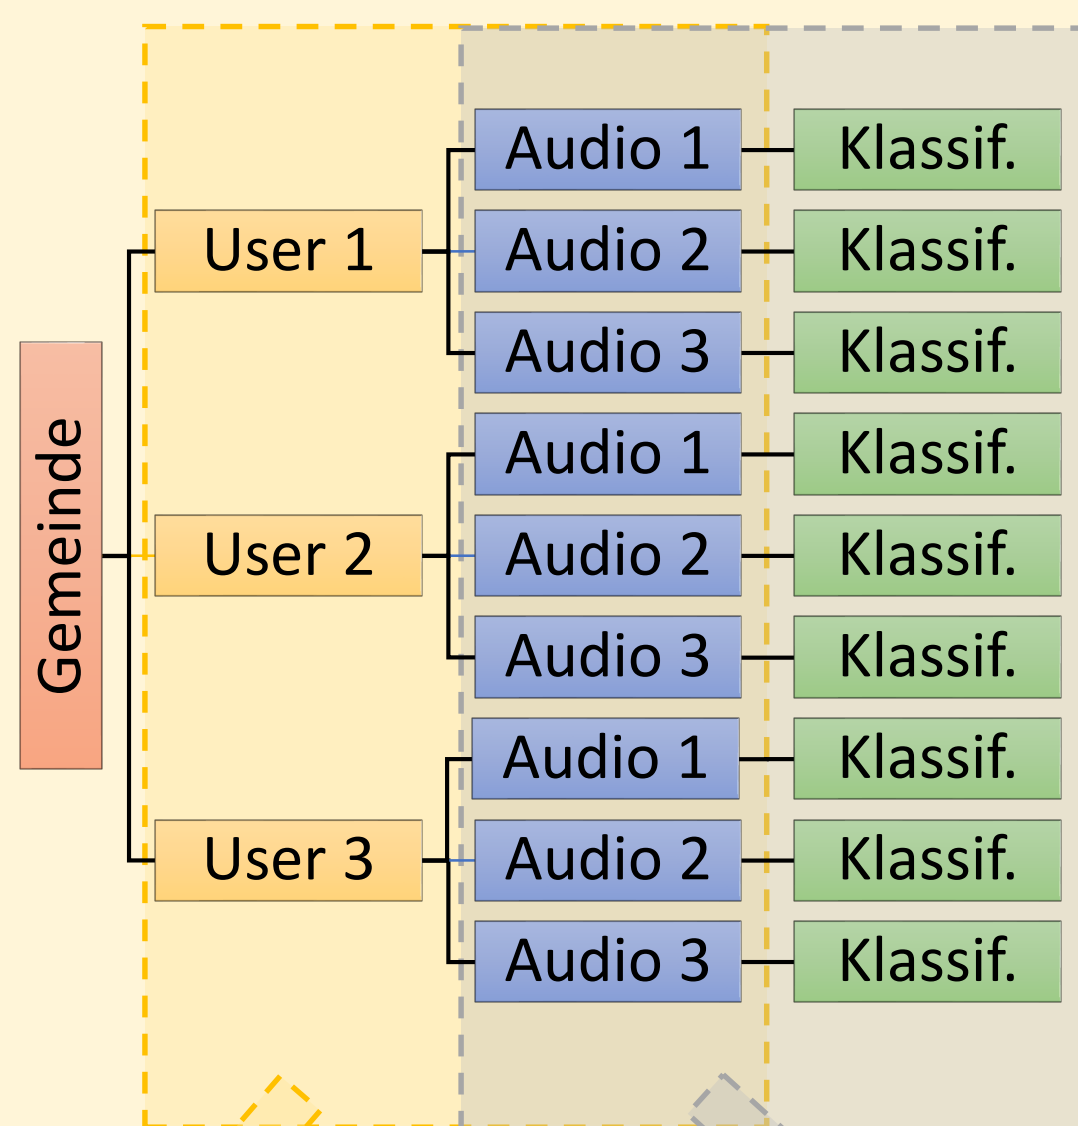 Gemeinde
User 1
Audio 1
Klassif.
Audio 2
Klassif.
Audio 3
Klassif.
User 2
Audio 1
Klassif.
Audio 2
Klassif.
Audio 3
Klassif.
User 3
Audio 1
Klassif.
Audio 2
Klassif.
Audio 3
Klassif.